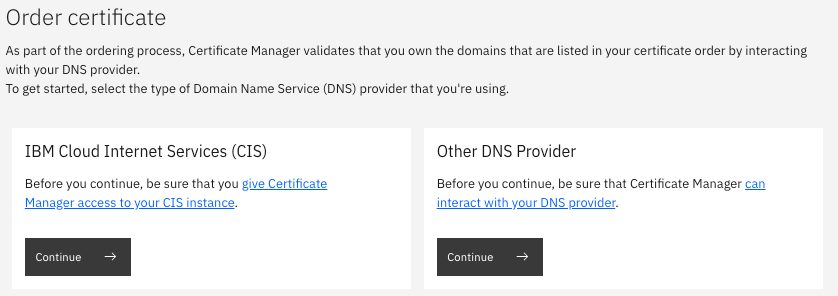 Order certificate
As part of the ordering process, Certificate Manager validates that you own the domains that are listed in your certificate order by interacting
with your DNS provider.
To get started, select the type of Domain Name Service (DNS) provider that you're using.
IBM Cloud Internet Services (CIS)
Before you continue, be sure that you give Certificate
Manager access to your CIS instance.
Continue →
Other DNS Provider
Before you continue, be sure that Certificate Manager can
interact with your DNS provider.
Continue →